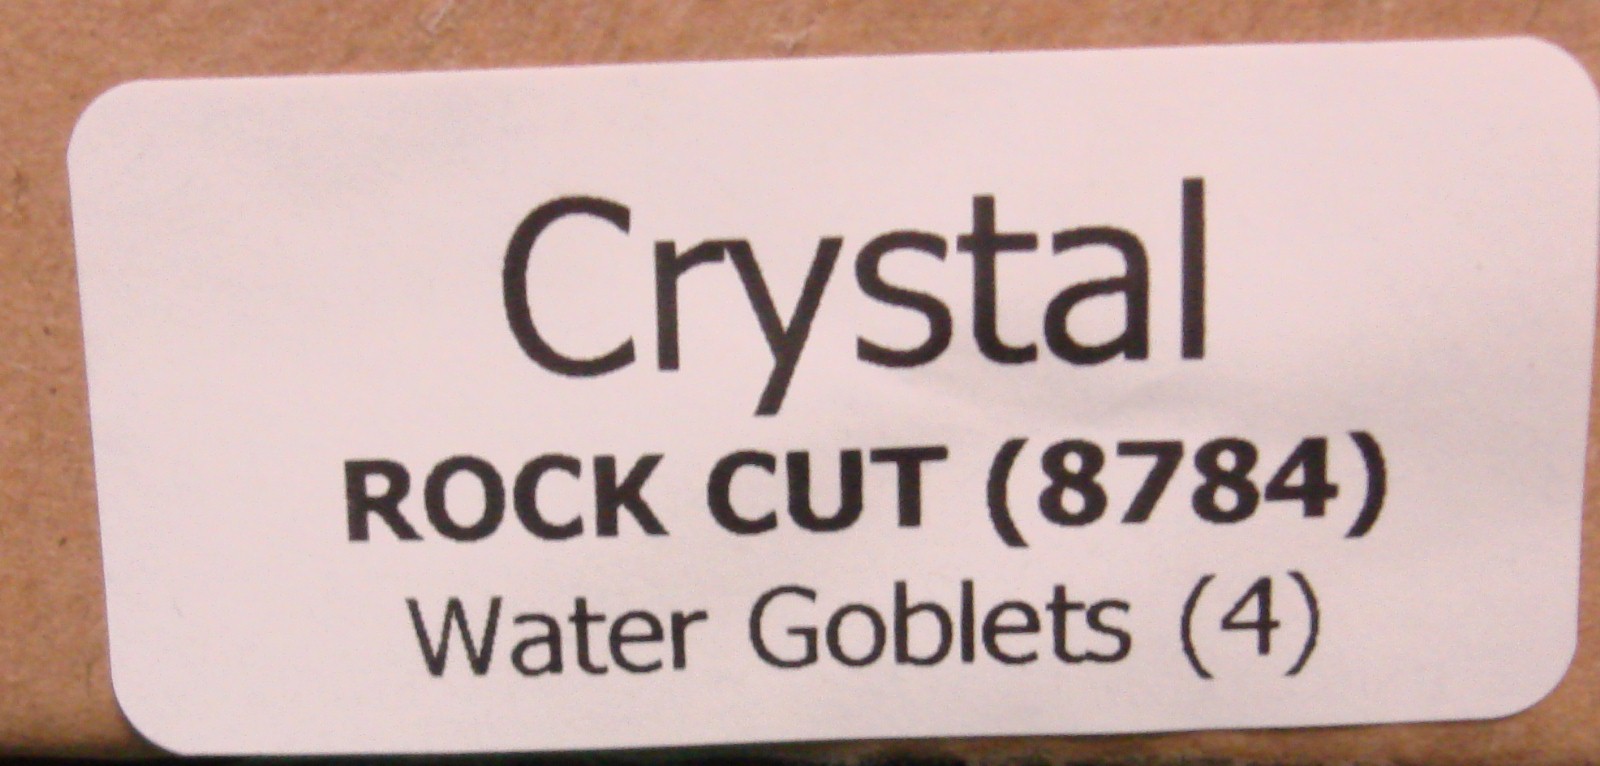 Crystal
ROCK CUT (8784)
Water Goblets (4)